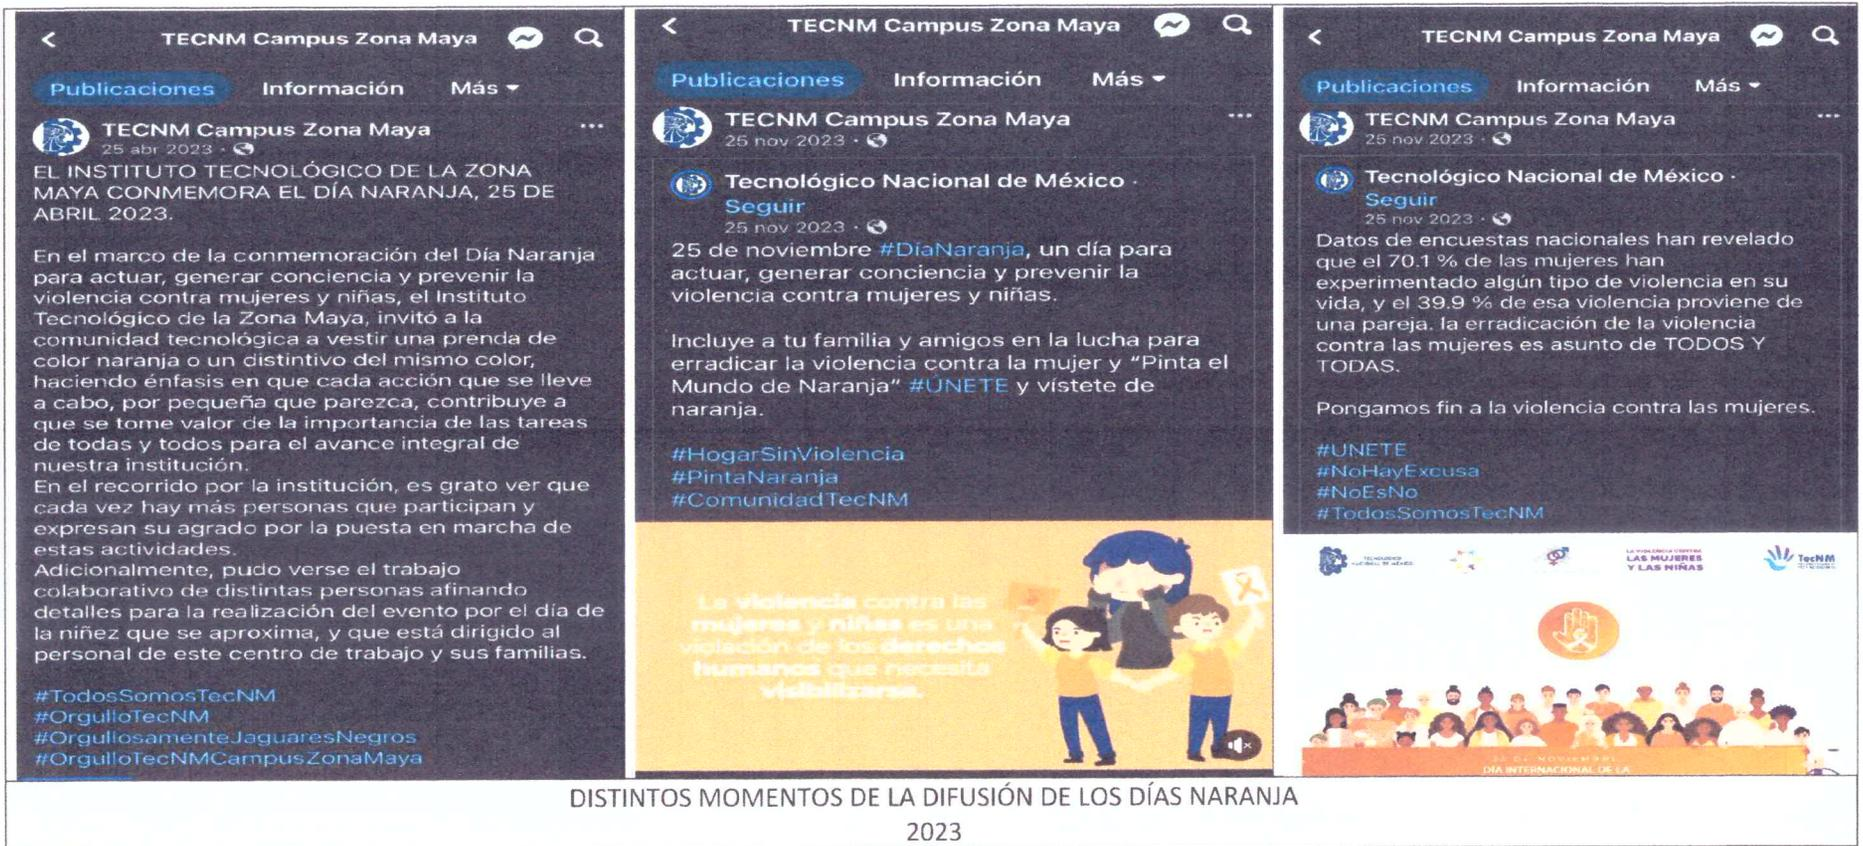 TECNM Campus Zona Maya
Publicaciones Información Más
TECNM Campus Zona Maya
25 abr 2023
EL INSTITUTO TECNOLÓGICO DE LA ZONA
MAYA CONMEMORA EL DÍA NARANJA, 25 DE
ABRIL 2023.
En el marco de la conmemoración del Día Naranja
para actuar, generar conciencia y prevenir la
violencia contra mujeres y niñas, el Instituto
Tecnológico de la Zona Maya, invitó a la
comunidad tecnológica a vestir una prenda de
color naranja o un distintivo del mismo color,
haciendo énfasis en que cada acción que se lleve
a cabo, por pequeña que parezca, contribuye a
que se tome valor de la importancia de las tareas
de todas y todos para el avance integral de
nuestra institución.
En el recorrido por la institución, es grato ver que
cada vez hay más personas que participan y
expresan su agrado por la puesta en marcha de
estas actividades.
Adicionalmente, pudo verse el trabajo
colaborativo de distintas personas afinando
detalles para la realización del evento por el día de
la niñez que se aproxima, y que está dirigido al
personal de este centro de trabajo y sus familias.
#TodosSomosTecNM
#OrgulloTecNM
#OrgullosamenteJaguaresNegros
#OrgulloTecNMCampusZonaMaya
TECNM Campus Zona Maya
Publicaciones Información Más
TECNM Campus Zona Maya
25 nov 2023
Tecnológico Nacional de México ·
Seguir
25 nov 2023
25 de noviembre #DíaNaranja, un día para
actuar, generar conciencia y prevenir la
violencia contra mujeres y niñas.
Incluye a tu familia y amigos en la lucha para
erradicar la violencia contra la mujer y “Pinta el
Mundo de Naranja” #ÚNETE y vístete de
naranja.
#HogarSinViolencia
#PintaNaranja
#ComunidadTecNM
La violencia contra las
mujeres y niñas es una
violación de los derechos
humanos que necesita
visibilizarse.
TECNM Campus Zona Maya
Publicaciones Información Más
TECNM Campus Zona Maya
25 nov 2023
Tecnológico Nacional de México ·
Seguir
25 nov 2023
Datos de encuestas nacionales han revelado
que el 70.1 % de las mujeres han
experimentado algún tipo de violencia en su
vida, y el 39.9 % de esa violencia proviene de
una pareja. la erradicación de la violencia
contra las mujeres es asunto de TODOS Y
TODAS.
Pongamos fin a la violencia contra las mujeres.
#UNETE
#NoHayExcusa
#NoEsNo
#TodosSomosTecNM
TECNOLÓGICO
NACIONAL DE MÉXICO
LA VIOLENCIA CONTRA
LAS MUJERES
Y LAS NIÑAS
TecNM
DÍA INTERNACIONAL DE LA
DISTINTOS MOMENTOS DE LA DIFUSIÓN DE LOS DÍAS NARANJA
2023